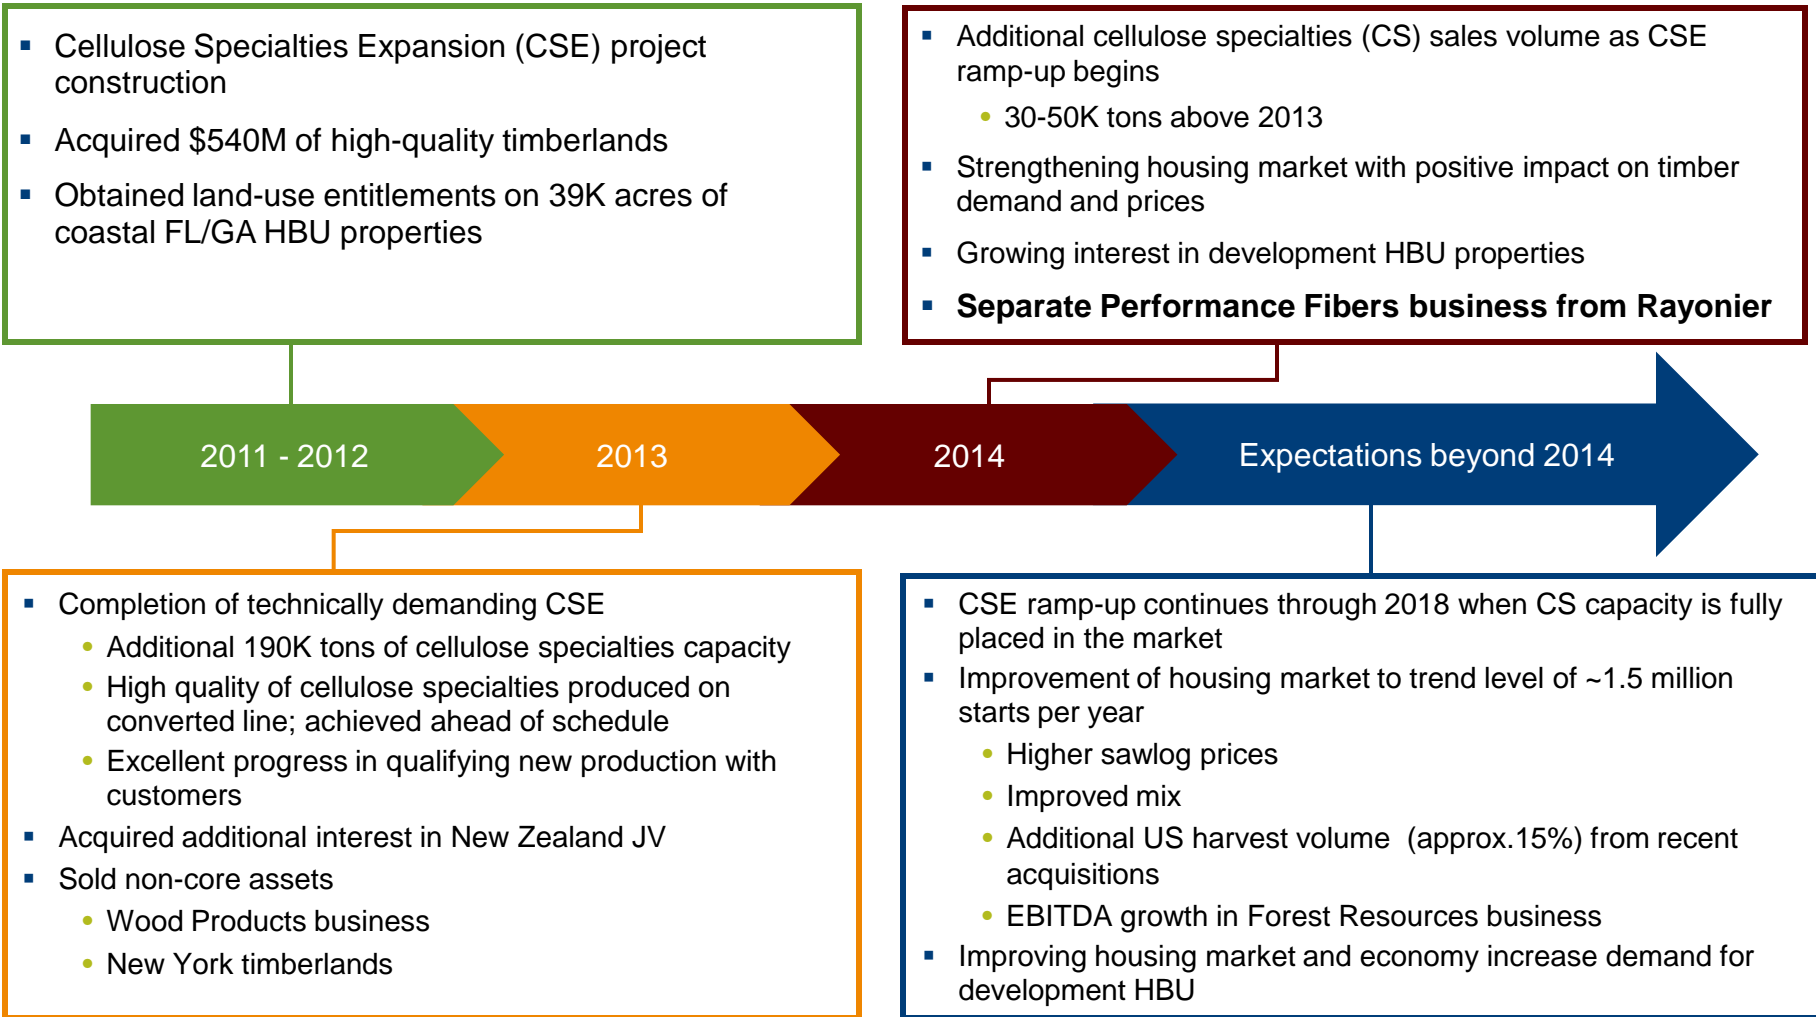 Cellulose Specialties Expansion (CSE) project
construction
Acquired $540M of high-quality timberlands
Obtained land-use entitlements on 39K acres of
coastal FL/GA HBU properties
Additional cellulose specialties (CS) sales volume as CSE
ramp-up begins
30-50K tons above 2013
Strengthening housing market with positive impact on timber
demand and prices
Growing interest in development HBU properties
Separate Performance Fibers business from Rayonier
2011 - 2012
2013
2014
Expectations beyond 2014
Completion of technically demanding CSE
Additional 190K tons of cellulose specialties capacity
High quality of cellulose specialties produced on
converted line; achieved ahead of schedule
Excellent progress in qualifying new production with
customers
Acquired additional interest in New Zealand JV
Sold non-core assets
Wood Products business
New York timberlands
CSE ramp-up continues through 2018 when CS capacity is fully
placed in the market
Improvement of housing market to trend level of ~1.5 million
starts per year
Higher sawlog prices
Improved mix
Additional US harvest volume (approx.15%) from recent
acquisitions
EBITDA growth in Forest Resources business
Improving housing market and economy increase demand for
development HBU